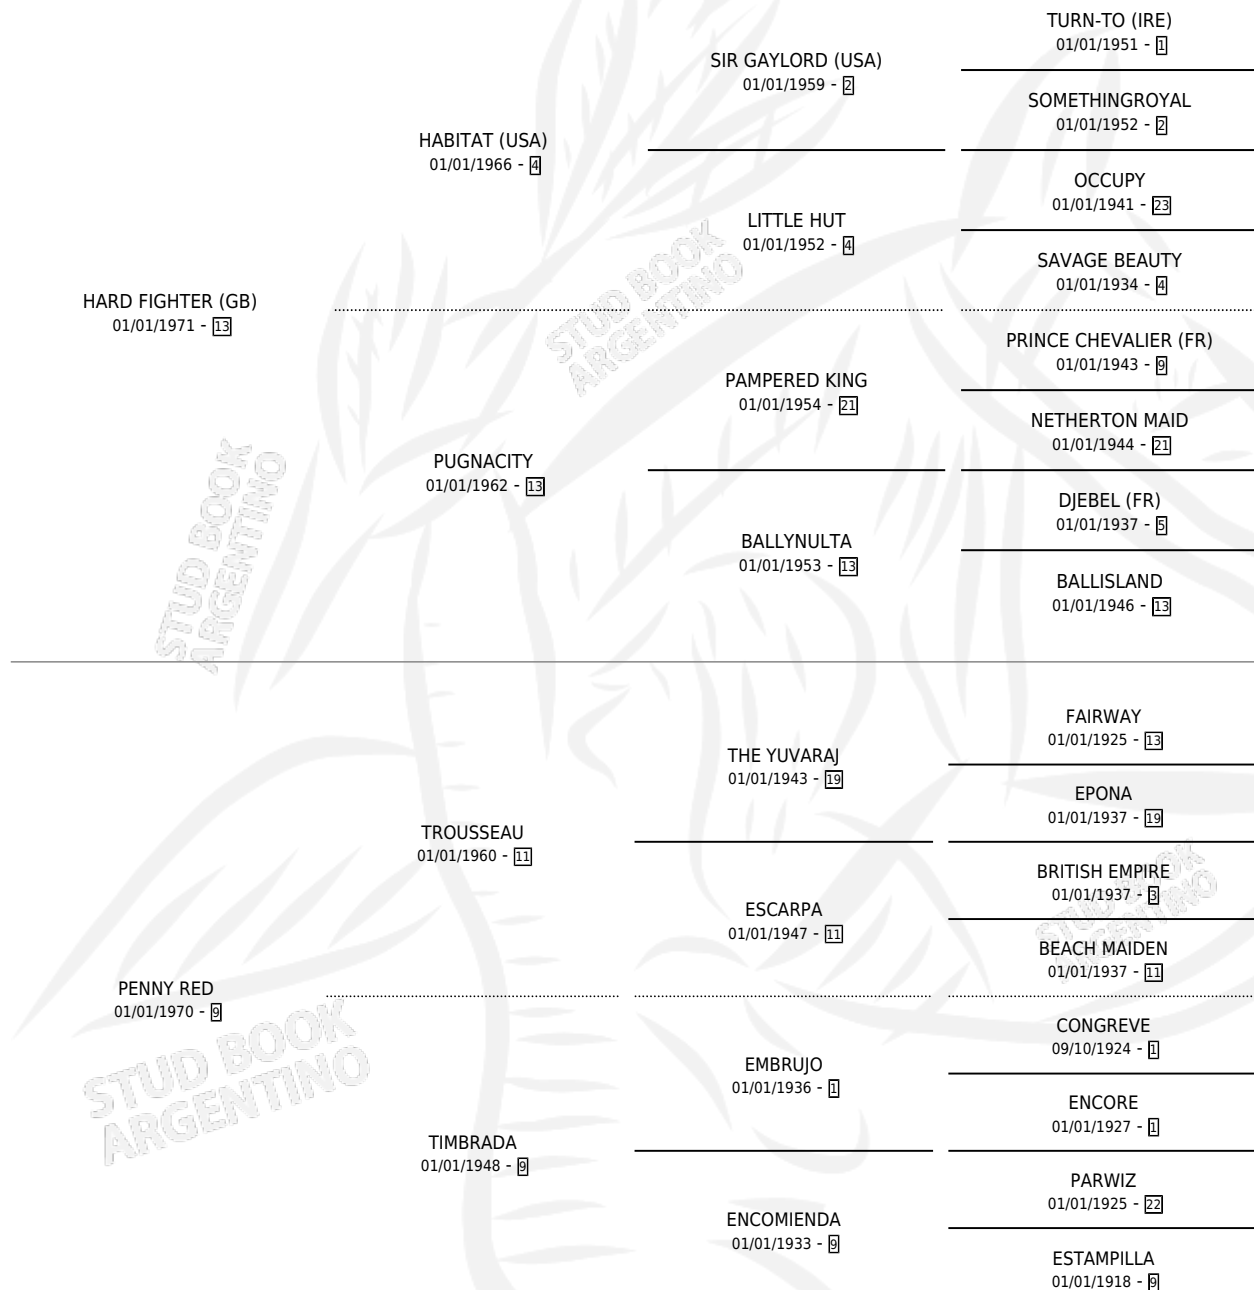 TURN-TO (IRE)
01/01/1951 - 1
SIR GAYLORD (USA)
01/01/1959 - 2
SOMETHINGROYAL
01/01/1952 - 2
HABITAT (USA)
01/01/1966 - 4
OCCUPY
01/01/1941 - 23
LITTLE HUT
01/01/1952 - 4
SAVAGE BEAUTY
01/01/1934 - 4
HARD FIGHTER (GB)
01/01/1971 - 13
PRINCE CHEVALIER (FR)
01/01/1943 - 9
PAMPERED KING
01/01/1954 - 21
NETHERTON MAID
01/01/1944 - 21
PUGNACITY
01/01/1962 - 13
DJEBEL (FR)
01/01/1937 - 5
BALLYNULTA
01/01/1953 - 13
BALLISLAND
01/01/1946 - 13
FAIRWAY
01/01/1925 - 13
THE YUVARAJ
01/01/1943 - 19
EPONA
01/01/1937 - 19
TROUSSEAU
01/01/1960 - 11
BRITISH EMPIRE
01/01/1937 - 3
ESCARPA
01/01/1947 - 11
BEACH MAIDEN
01/01/1937 - 11
PENNY RED
01/01/1970 - 9
CONGREVE
09/10/1924 - 1
EMBRUJO
01/01/1936 - 1
ENCORE
01/01/1927 - 1
TIMBRADA
01/01/1948 - 9
PARWIZ
01/01/1925 - 22
ENCOMIENDA
01/01/1933 - 9
ESTAMPILLA
01/01/1918 - 9
STUD BOOK
ARGENTINO
STUD BOOK
ARGENTINO
STUD BOOK
ARGENTINO
STUD BOOK
ARGENTINO